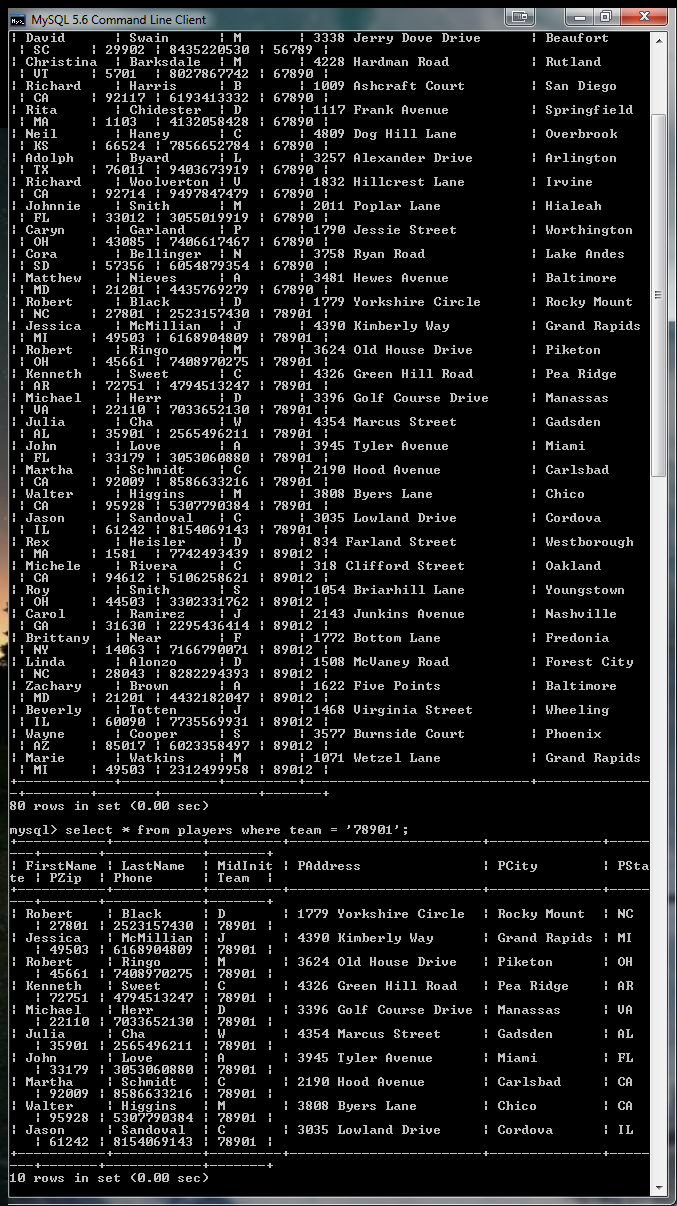 MySQL 5.6 Command Line Client
| David | Swain | M | 3338 Jerry Dove Drive | Beaufort
| SC | 29902 | 8435220530 | 56789 |
| Christina | Barksdale | M | 4228 Hardman Road | Rutland
| VT | 5701 | 8027867742 | 67890 |
| Richard | Harris | B | 1009 Ashcraft Court | San Diego
| CA | 92117 | 6193413332 | 67890 |
| Rita | Chidester | D | 1117 Frank Avenue | Springfield
| MA | 1103 | 4132058428 | 67890 |
| Neil | Haney | C | 4809 Dog Hill Lane | Overbrook
| KS | 66524 | 7856652784 | 67890 |
| Adolph | Byard | L | 3257 Alexander Drive | Arlington
| TX | 76011 | 9403673919 | 67890 |
| Richard | Woolverton | V | 1832 Hillcrest Lane | Irvine
| CA | 92714 | 9497847479 | 67890 |
| Johnnie | Smith | M | 2011 Poplar Lane | Hialeah
| FL | 33012 | 3055019919 | 67890 |
| Caryn | Garland | P | 1790 Jessie Street | Worthington
| OH | 43085 | 7406617467 | 67890 |
| Cora | Bellinger | N | 3758 Ryan Road | Lake Andes
| SD | 57356 | 6054879354 | 67890 |
| Matthew | Nieves | A | 3481 Hewes Avenue | Baltimore
| MD | 21201 | 4435769279 | 67890 |
| Robert | Black | D | 1779 Yorkshire Circle | Rocky Mount
| NC | 27801 | 2523157430 | 78901 |
| Jessica | McMillian | J | 4390 Kimberly Way | Grand Rapids
| MI | 49503 | 6168904809 | 78901 |
| Robert | Ringo | M | 3624 Old House Drive | Piketon
| OH | 45661 | 7408970275 | 78901 |
| Kenneth | Sweet | C | 4326 Green Hill Road | Pea Ridge
| AR | 72751 | 4794513247 | 78901 |
| Michael | Herr | D | 3396 Golf Course Drive | Manassas
| VA | 22110 | 7033652130 | 78901 |
| Julia | Cha | W | 4354 Marcus Street | Gadsden
| AL | 35901 | 2565496211 | 78901 |
| John | Love | A | 3945 Tyler Avenue | Miami
| FL | 33179 | 3053060880 | 78901 |
| Martha | Schmidt | C | 2190 Hood Avenue | Carlsbad
| CA | 92009 | 8586633216 | 78901 |
| Walter | Higgins | M | 3808 Byers Lane | Chico
| CA | 95928 | 5307790384 | 78901 |
| Jason | Sandoval | C | 3035 Lowland Drive | Cordova
| IL | 61242 | 8154069143 | 78901 |
| Rex | Heisler | D | 834 Farland Street | Westborough
| MA | 1581 | 7742493439 | 89012 |
| Michele | Rivera | C | 318 Clifford Street | Oakland
| CA | 94612 | 5106258621 | 89012 |
| Roy | Smith | S | 1054 Briarhill Lane | Youngstown
| OH | 44503 | 3302331762 | 89012 |
| Carol | Ramirez | J | 2143 Junkins Avenue | Nashville
| GA | 31630 | 2295436414 | 89012 |
| Brittany | Near | F | 1772 Bottom Lane | Fredonia
| NY | 14063 | 7166790071 | 89012 |
| Linda | Alonzo | D | 1508 McVaney Road | Forest City
| NC | 28043 | 8282294393 | 89012 |
| Zachary | Brown | A | 1622 Five Points | Baltimore
| MD | 21201 | 4432182047 | 89012 |
| Beverly | Totten | J | 1468 Virginia Street | Wheeling
| IL | 60090 | 7735569931 | 89012 |
| Wayne | Cooper | S | 3577 Burnside Court | Phoenix
| AZ | 85017 | 6023358497 | 89012 |
| Marie | Watkins | M | 1071 Wetzel Lane | Grand Rapids
| MI | 49503 | 2312499958 | 89012 |
80 rows in set (0.00 sec)
mysql> select * from players where team = '78901';
| FirstName | LastName | MidInit | PAddress | PCity | PSta
te | PZip | Phone | Team |
| Robert | Black | D | 1779 Yorkshire Circle | Rocky Mount | NC
| 27801 | 2523157430 | 78901 |
| Jessica | McMillian | J | 4390 Kimberly Way | Grand Rapids | MI
| 49503 | 6168904809 | 78901 |
| Robert | Ringo | M | 3624 Old House Drive | Piketon | OH
| 45661 | 7408970275 | 78901 |
| Kenneth | Sweet | C | 4326 Green Hill Road | Pea Ridge | AR
| 72751 | 4794513247 | 78901 |
| Michael | Herr | D | 3396 Golf Course Drive | Manassas | VA
| 22110 | 7033652130 | 78901 |
| Julia | Cha | W | 4354 Marcus Street | Gadsden | AL
| 35901 | 2565496211 | 78901 |
| John | Love | A | 3945 Tyler Avenue | Miami | FL
| 33179 | 3053060880 | 78901 |
| Martha | Schmidt | C | 2190 Hood Avenue | Carlsbad | CA
| 92009 | 8586633216 | 78901 |
| Walter | Higgins | M | 3808 Byers Lane | Chico | CA
| 95928 | 5307790384 | 78901 |
| Jason | Sandoval | C | 3035 Lowland Drive | Cordova | IL
| 61242 | 8154069143 | 78901 |
10 rows in set (0.00 sec)